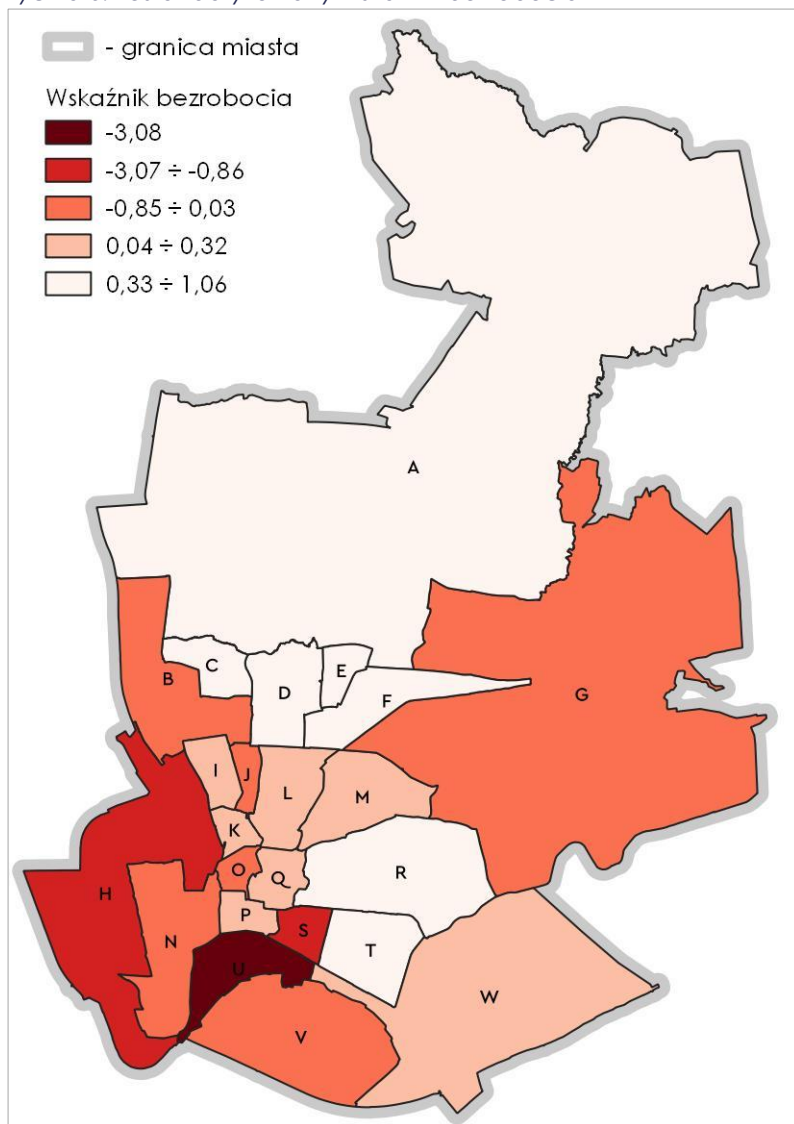 - granica miasta
Wskaźnik bezrobocia
-3,08
-3,07 ÷ -0,86
-0,85 ÷ 0,03
0,04 ÷ 0,32
0,33 ÷ 1,06
A
B
C
D
E
F
G
I
J
L
M
K
H
O
Q
R
N
P
S
T
U
W
V